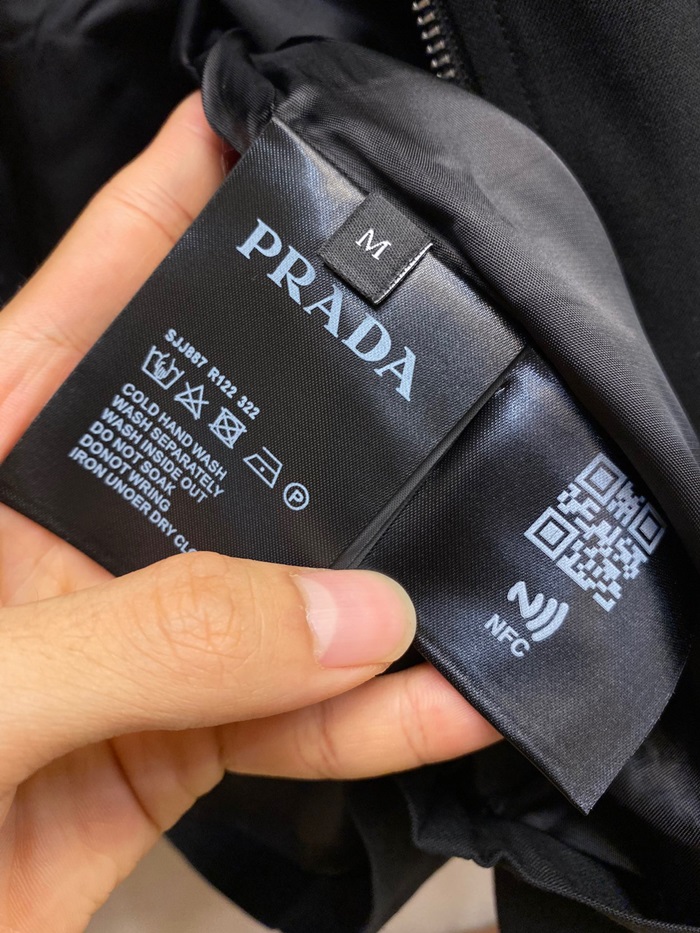 M
PRADA
SJJ887 R122 322
P
COLD HAND WASH
WASH SEPARATELY
WASH INSIDE OUT
DO NOT SOAK
DONOT WRING
IRON UNOER DRY
NFC